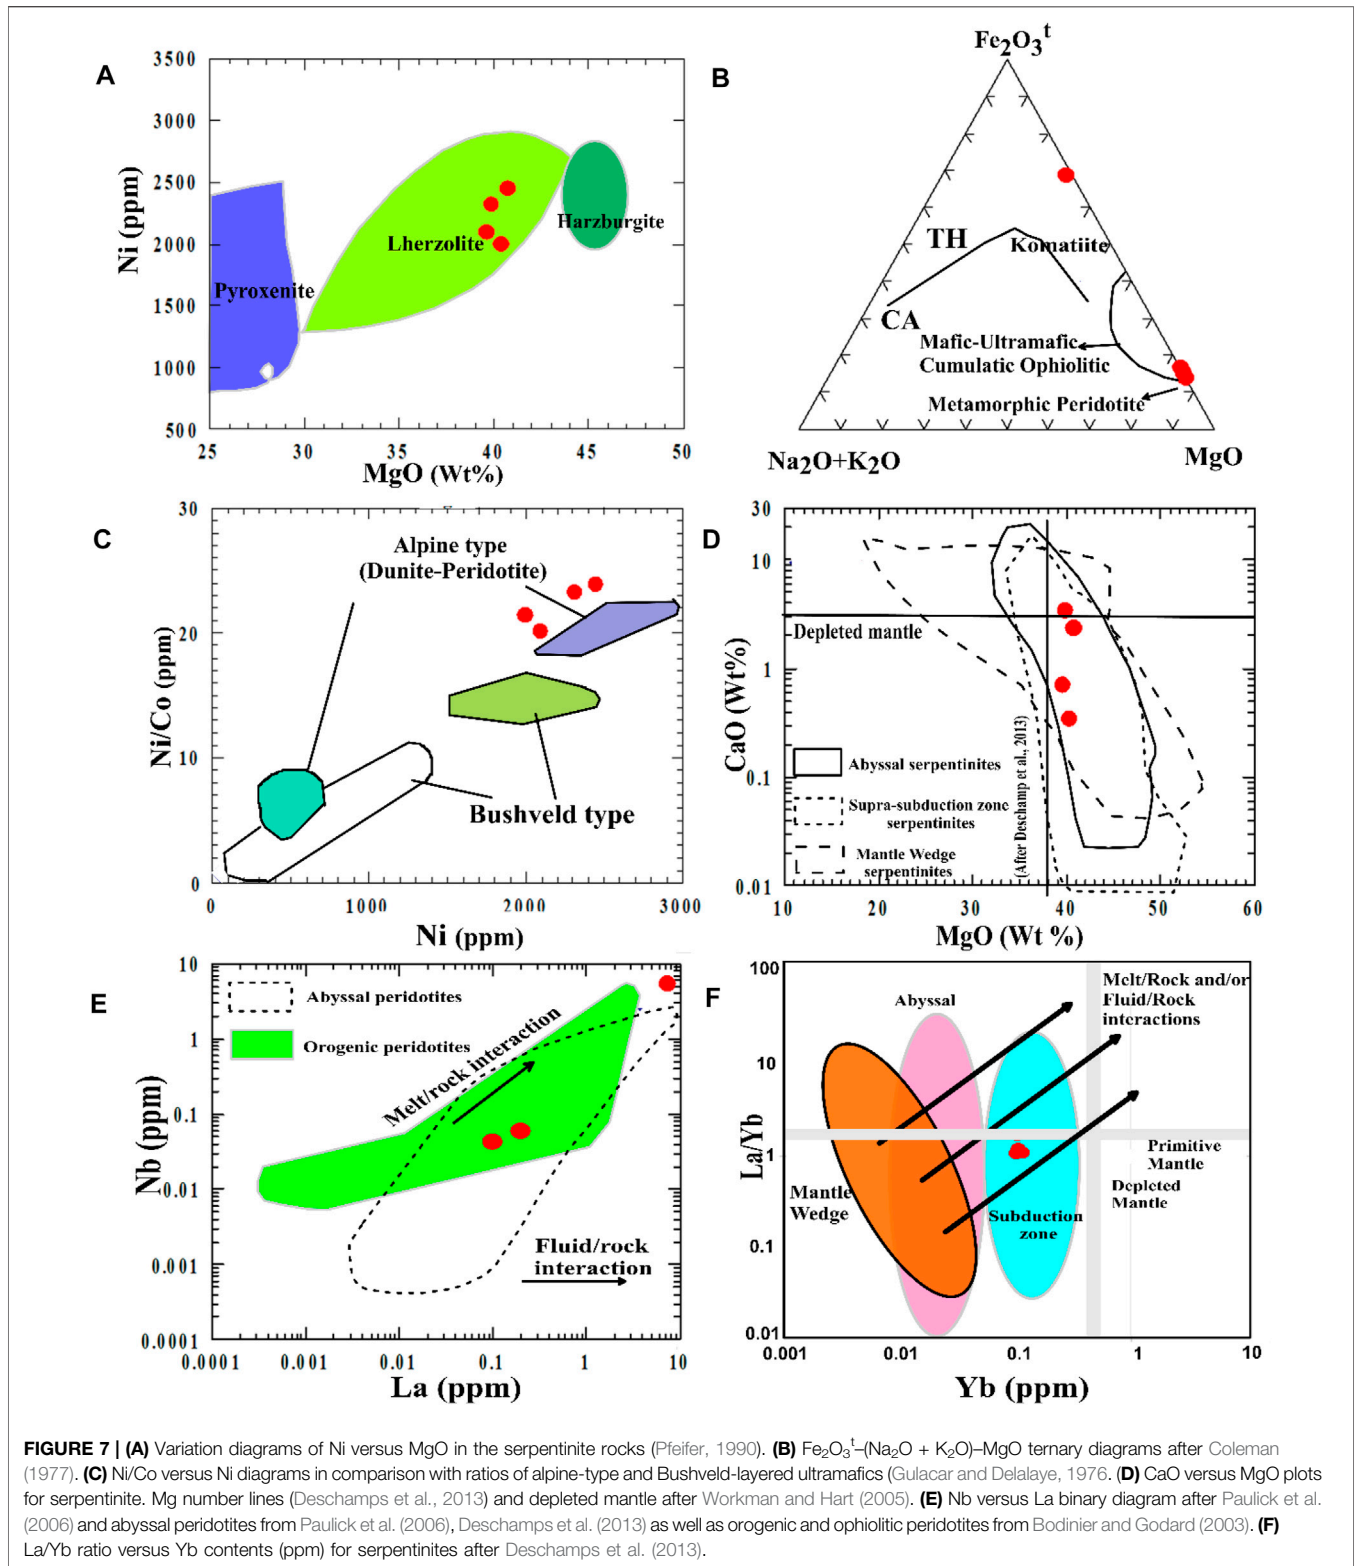 A
3500
3000
2500
2000
1500
1000
500
Ni (ppm)
Pyroxenite
Lherzolite
Harzburgite
25
30
35
40
45
50
MgO (Wt%)
B
Fe₂O₃ᵗ
TH
Komatiite
CA
Mafic-Ultramafic
Cumulatic Ophiolitic
Metamorphic Peridotite
Na₂O+K₂O
MgO
C
30
20
10
0
Ni/Co (ppm)
Alpine type
(Dunite-Peridotite)
Bushveld type
0
1000
2000
3000
Ni (ppm)
D
30
10
1
0.1
0.01
CaO (Wt%)
Depleted mantle
(After Deschamp et al., 2013)
Abyssal serpentinites
Supra-subduction zone
serpentinites
Mantle Wedge
serpentinites
10
20
30
40
50
60
MgO (Wt %)
E
10
1
0.1
0.01
0.001
0.0001
Nb (ppm)
Abyssal peridotites
Orogenic peridotites
Melt/rock interaction
Fluid/rock
interaction
0.0001
0.001
0.01
0.1
1
10
La (ppm)
F
100
10
1
0.1
0.01
La/Yb
Abyssal
Melt/Rock and/or
Fluid/Rock
interactions
Mantle
Wedge
Subduction
zone
Primitive
Mantle
Depleted
Mantle
0.001
0.01
0.1
1
10
Yb (ppm)
FIGURE 7 | (A) Variation diagrams of Ni versus MgO in the serpentinite rocks (Pfeifer, 1990). (B) Fe₂O₃ᵗ–(Na₂O + K₂O)–MgO ternary diagrams after Coleman
(1977). (C) Ni/Co versus Ni diagrams in comparison with ratios of alpine-type and Bushveld-layered ultramafics (Gulacar and Delalaye, 1976. (D) CaO versus MgO plots
for serpentinite. Mg number lines (Deschamps et al., 2013) and depleted mantle after Workman and Hart (2005). (E) Nb versus La binary diagram after Paulick et al.
(2006) and abyssal peridotites from Paulick et al. (2006), Deschamps et al. (2013) as well as orogenic and ophiolitic peridotites from Bodinier and Godard (2003). (F)
La/Yb ratio versus Yb contents (ppm) for serpentinites after Deschamps et al. (2013).